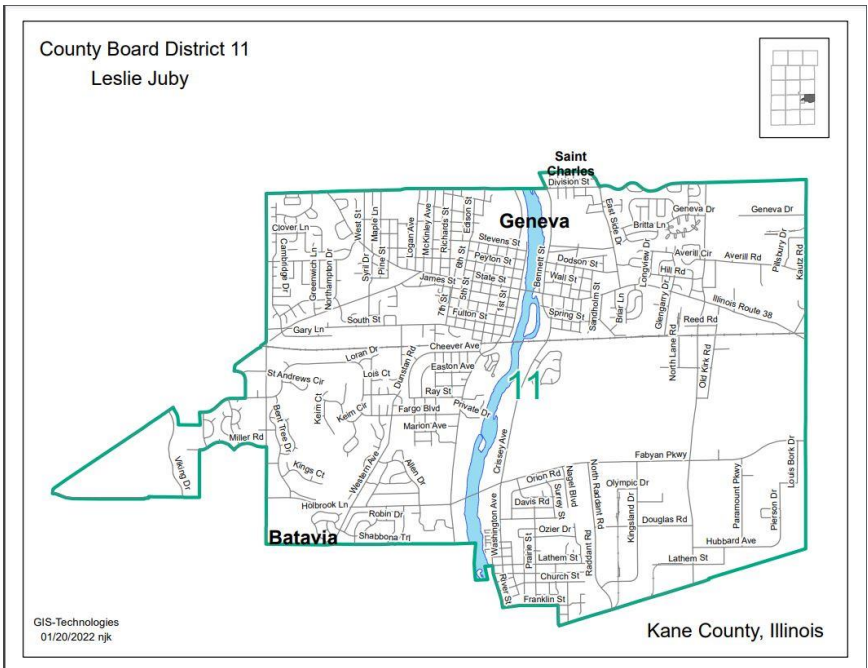 County Board District 11
Leslie Juby
Saint
Charles
Division St
Geneva
Clover Ln
Cambridge Dr
Greenwich Ln
Northampton Dr
West St
Syril Dr
Maple Ln
Pine St
Logan Ave
McKinley Ave
Richards St
Edison St
Stevens St
Peyton St
State St
James St
6th St
5th St
7th St
1st St
Fulton St
South St
Gary Ln
Bennett St
Dodson St
Wall St
Spring St
Sandholm St
East Side Dr
Britta Ln
Geneva Dr
Geneva Dr
Longview Dr
Averill Cir
Averill Rd
Hill Rd
Pillsbury Dr
Kautz Rd
Briar Ln
Glengarry Dr
Illinois Route 38
Reed Rd
North Lane Rd
Old Kirk Rd
Cheever Ave
Loran Dr
Dunstan Rd
Easton Ave
St Andrews Cir
Lois Ct
Keim Ct
Keim Cir
Ray St
Fargo Blvd
Private Dr
Marion Ave
11
Crissey Ave
Bent Tree Dr
Miller Rd
Viking Dr
Kings Ct
Western Ave
Allen Dr
Fabyan Pkwy
Louis Bork Dr
Orion Rd
Nagel Blvd
North Raddant Rd
Olympic Dr
Paramount Pkwy
Pierson Dr
Davis Rd
Surrey St
Kingsland Dr
Douglas Rd
Holbrook Ln
Robin Dr
Washington Ave
Prairie St
Ozier Dr
Raddant Rd
Hubbard Ave
Batavia
Shabbona Trl
Lathem St
Lathem St
Church St
River St
Franklin St
GIS-Technologies
01/20/2022 njk
Kane County, Illinois